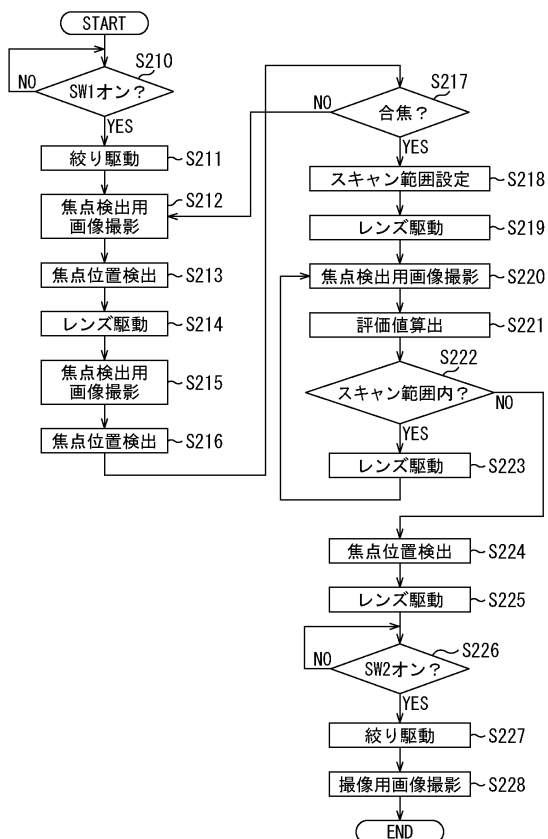 START
S210
SW1オン？
NO
YES
絞り駆動
S211
焦点検出用
画像撮影
S212
焦点位置検出
S213
レンズ駆動
S214
焦点検出用
画像撮影
S215
焦点位置検出
S216
S217
合焦？
NO
YES
スキャン範囲設定
S218
レンズ駆動
S219
焦点検出用画像撮影
S220
評価値算出
S221
S222
スキャン範囲内？
NO
YES
レンズ駆動
S223
焦点位置検出
S224
レンズ駆動
S225
S226
SW2オン？
NO
YES
絞り駆動
S227
撮像用画像撮影
S228
END